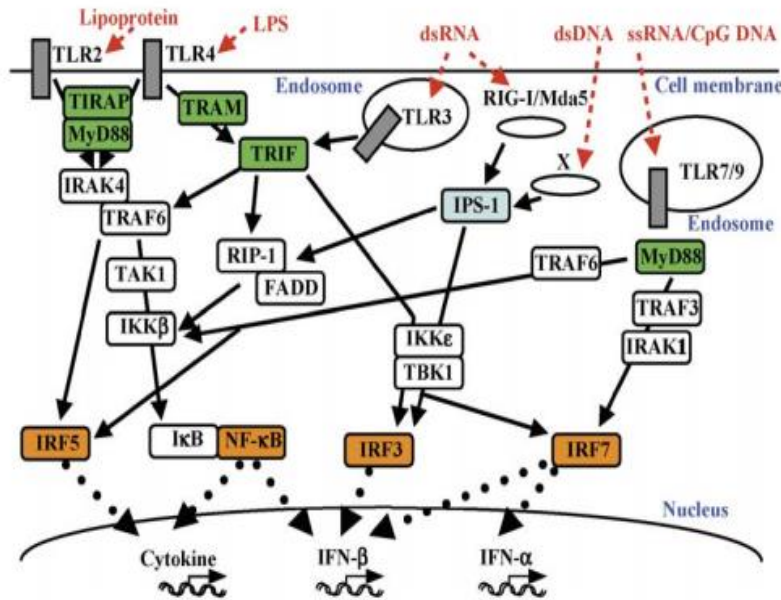 Lipoprotein
TLR2
TLR4
LPS
dsRNA
dsDNA
ssRNA/CpG DNA
TIRAP
MyD88
TRAM
Endosome
TLR3
RIG-I/Mda5
Cell membrane
TRIF
X
TLR7/9
IRAK4
TRAF6
IPS-1
Endosome
RIP-1
FADD
TRAF6
MyD88
TAK1
TRAF3
IKKβ
IKKε
IRAK1
TBK1
IRF5
IκB
NF-κB
IRF3
IRF7
Nucleus
Cytokine
IFN-β
IFN-α